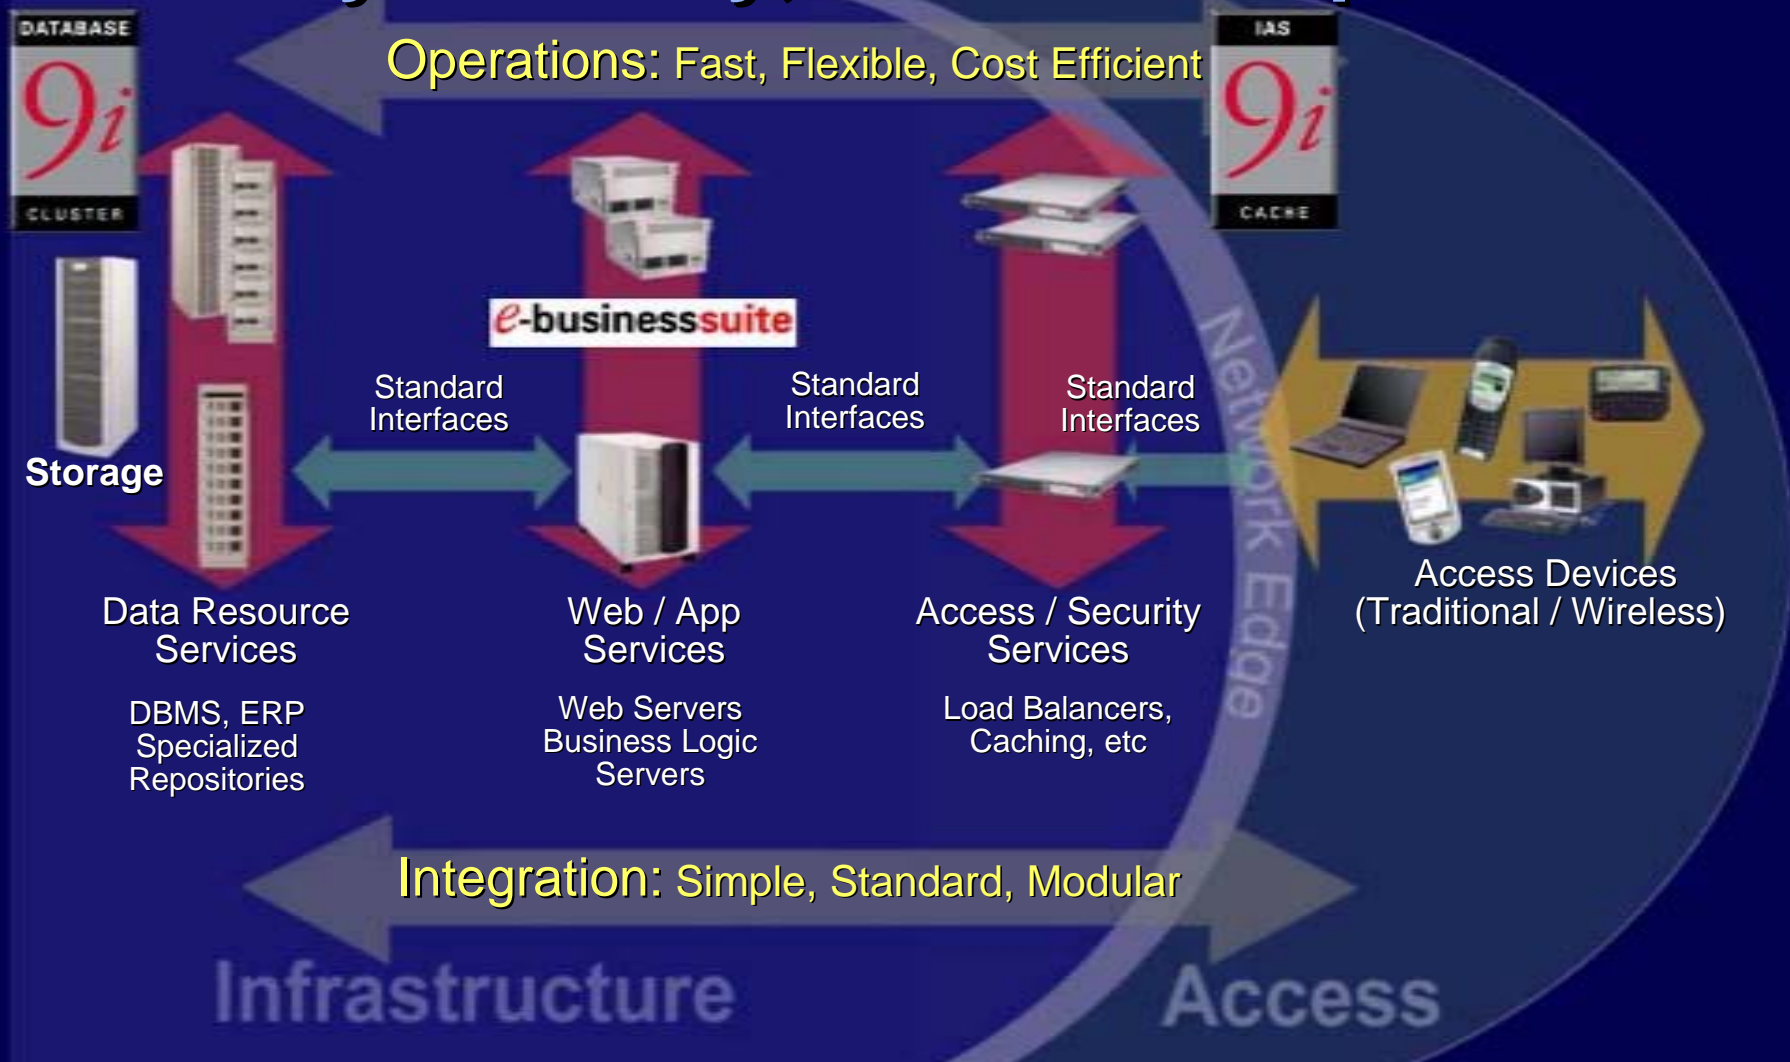 DATABASE
9i
CLUSTER
Operations: Fast, Flexible, Cost Efficient
IAS
9i
CACHE
e-businesssuite
Storage
Standard
Interfaces
Standard
Interfaces
Standard
Interfaces
Network Edge
Data Resource
Services
DBMS, ERP
Specialized
Repositories
Web / App
Services
Web Servers
Business Logic
Servers
Access / Security
Services
Load Balancers,
Caching, etc
Access Devices
(Traditional / Wireless)
Integration: Simple, Standard, Modular
Infrastructure
Access